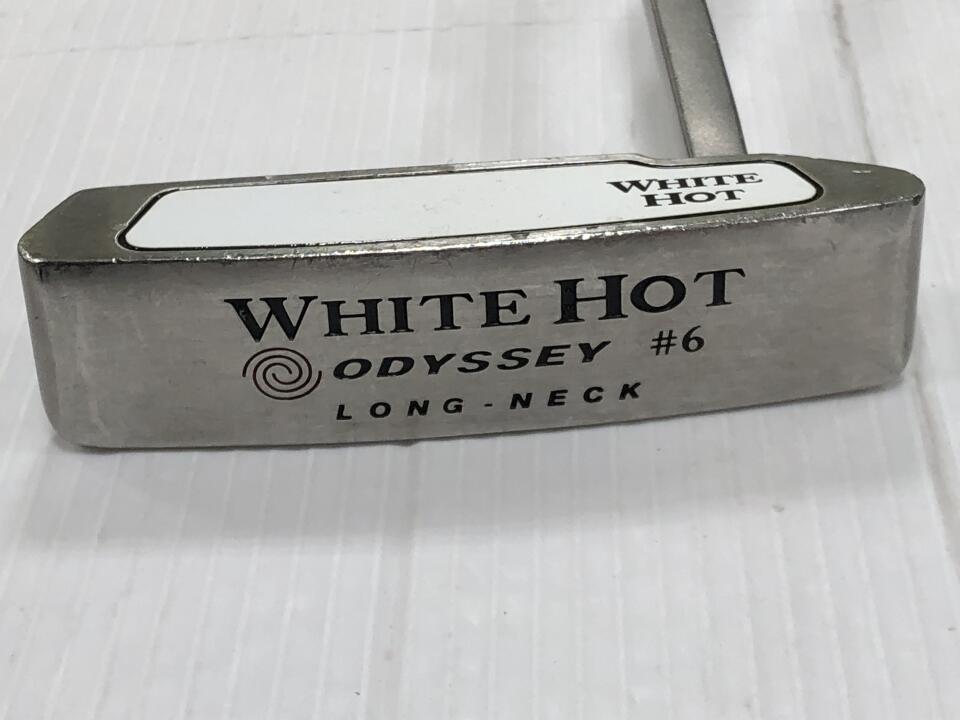 WHITE
HOT
WHITE HOT
ODYSSEY #6
LONG-NECK